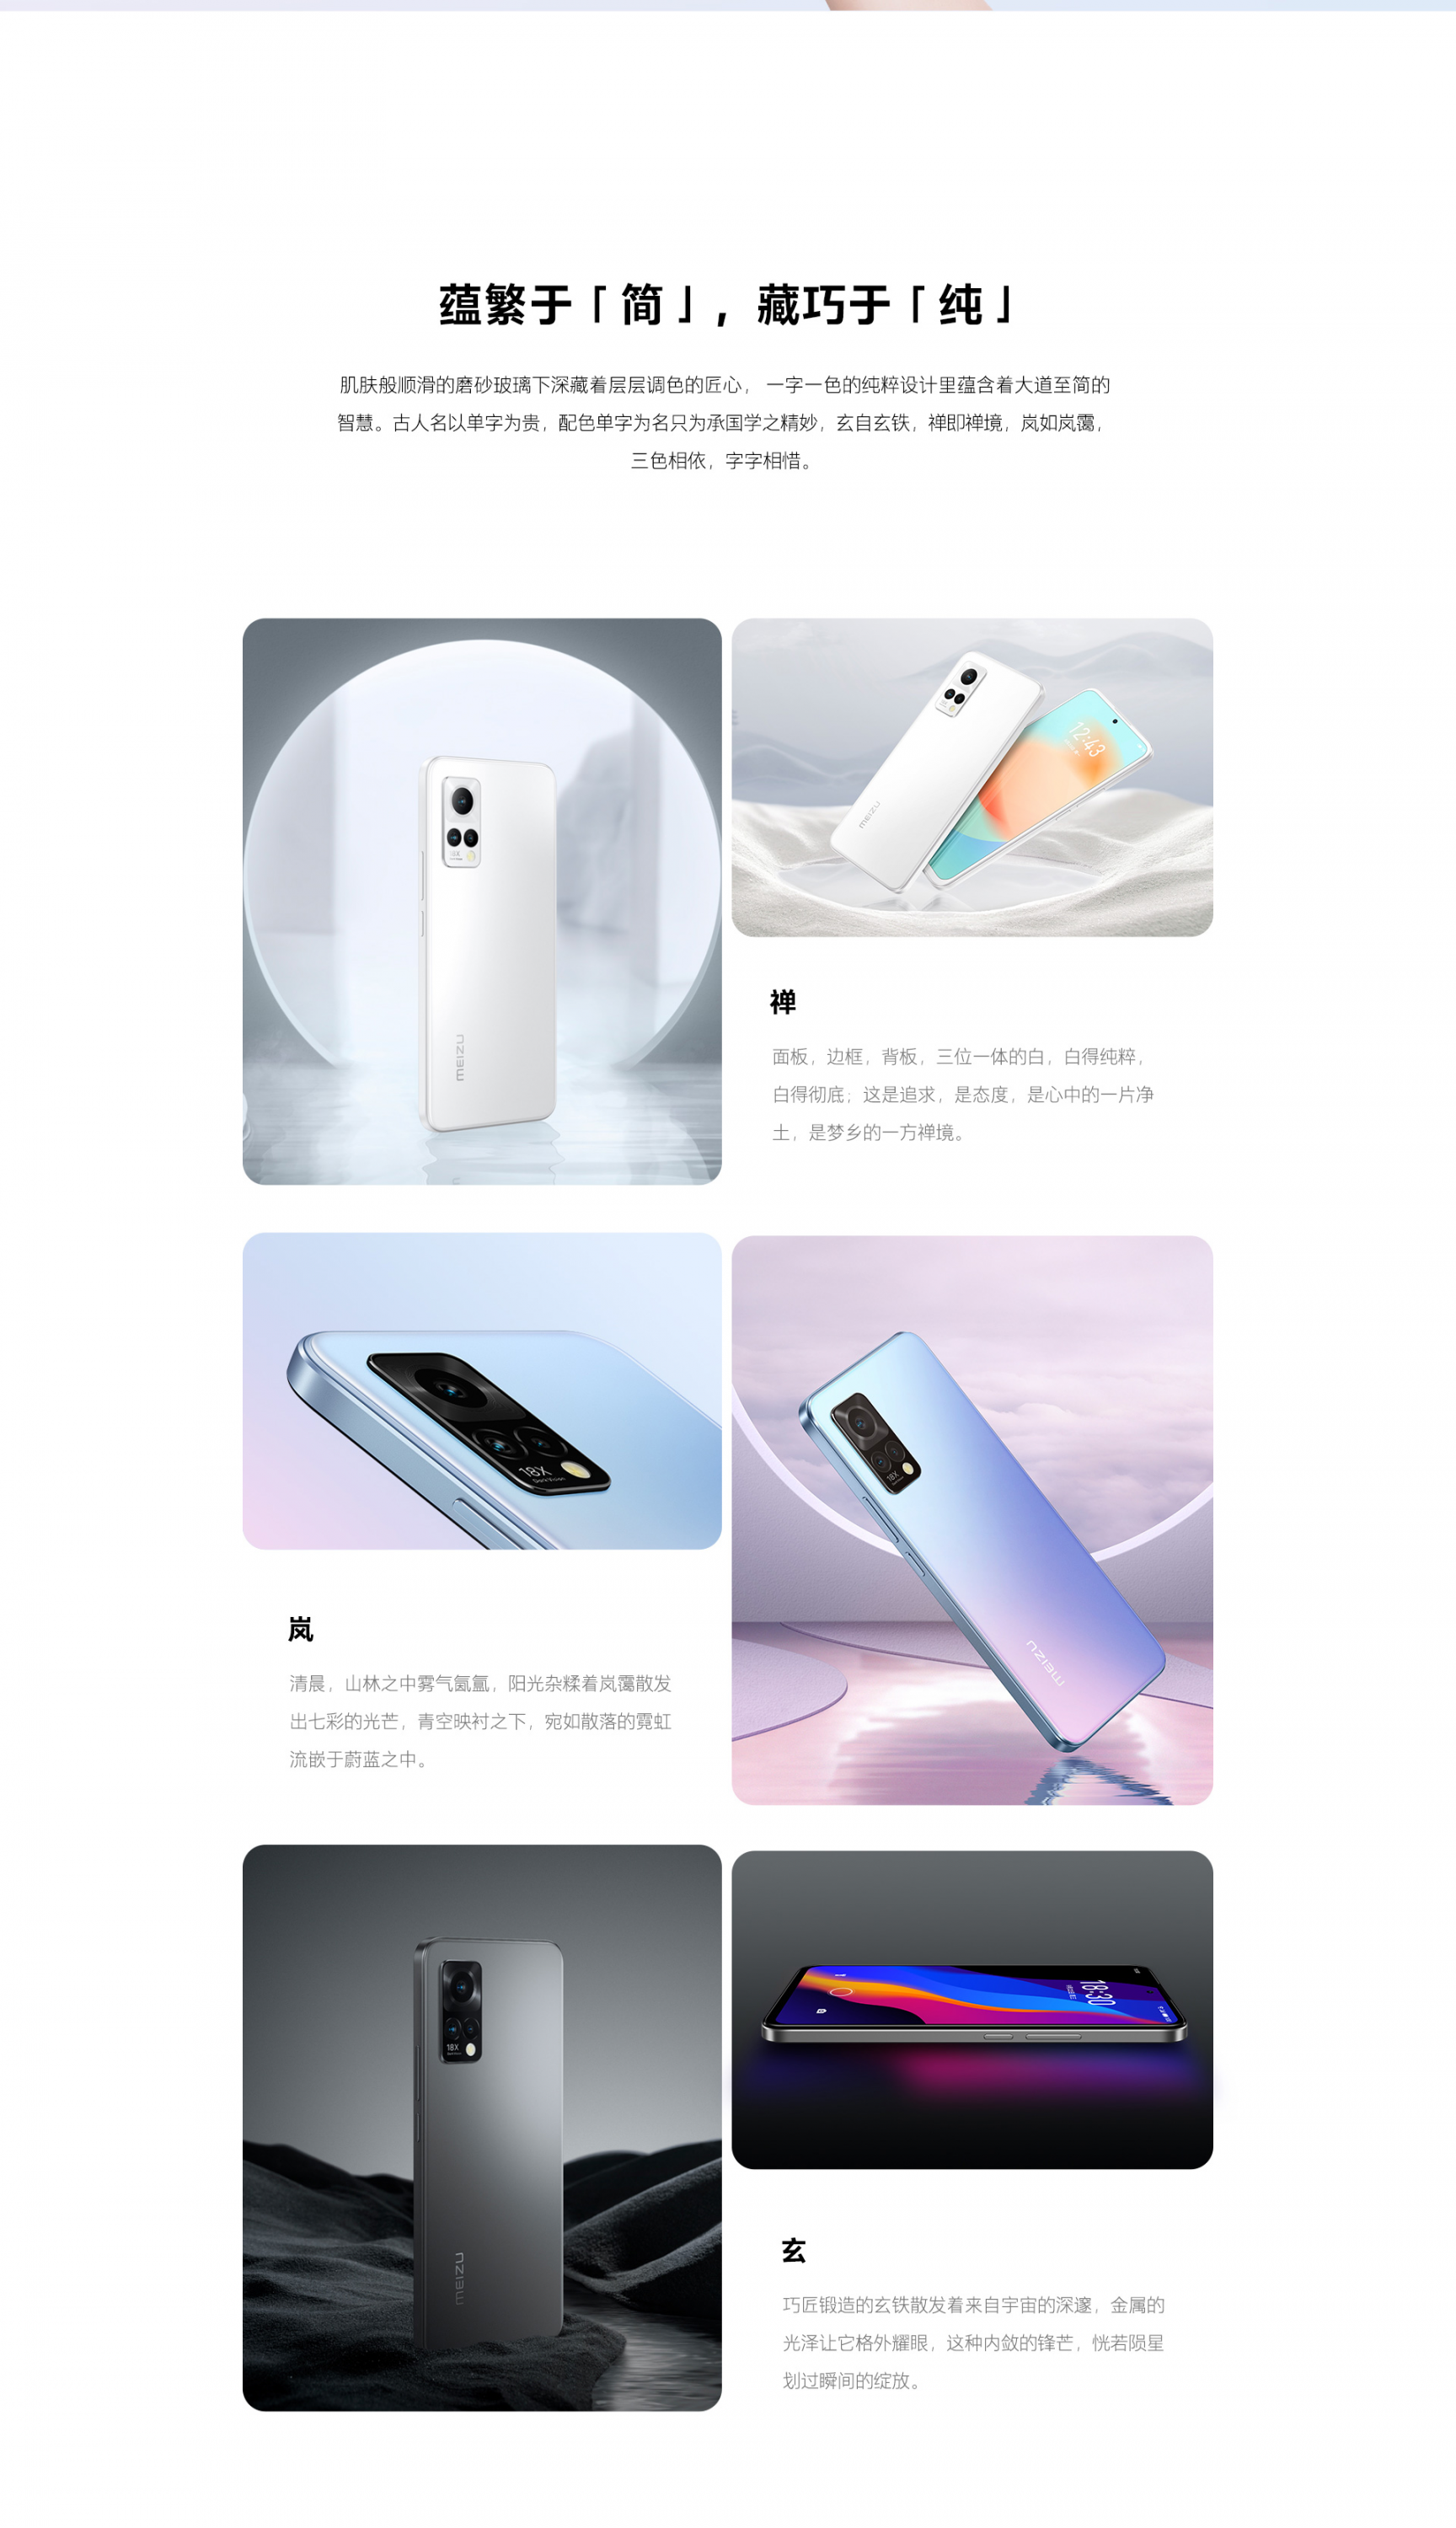 蕴繁于「简」，藏巧于「纯」
肌肤般顺滑的磨砂玻璃下深藏着层层调色的匠心，一字一色的纯粹设计里蕴含着大道至简的
智慧。古人名以单字为贵，配色单字为名只为承国学之精妙，玄自玄铁，禅即禅境，岚如岚霭，
三色相依，字字相惜。
MEIZU
12:43
MEIZU
禅
面板，边框，背板，三位一体的白，白得纯粹，
白得彻底；这是追求，是态度，是心中的一片净
土，是梦乡的一方禅境。
18X
18X
MEIZU
岚
清晨，山林之中雾气氤氲，阳光杂糅着岚霭散发
出七彩的光芒，青空映衬之下，宛如散落的霓虹
流嵌于蔚蓝之中。
18X
MEIZU
18:30
玄
巧匠锻造的玄铁散发着来自宇宙的深邃，金属的
光泽让它格外耀眼，这种内敛的锋芒，恍若陨星
划过瞬间的绽放。